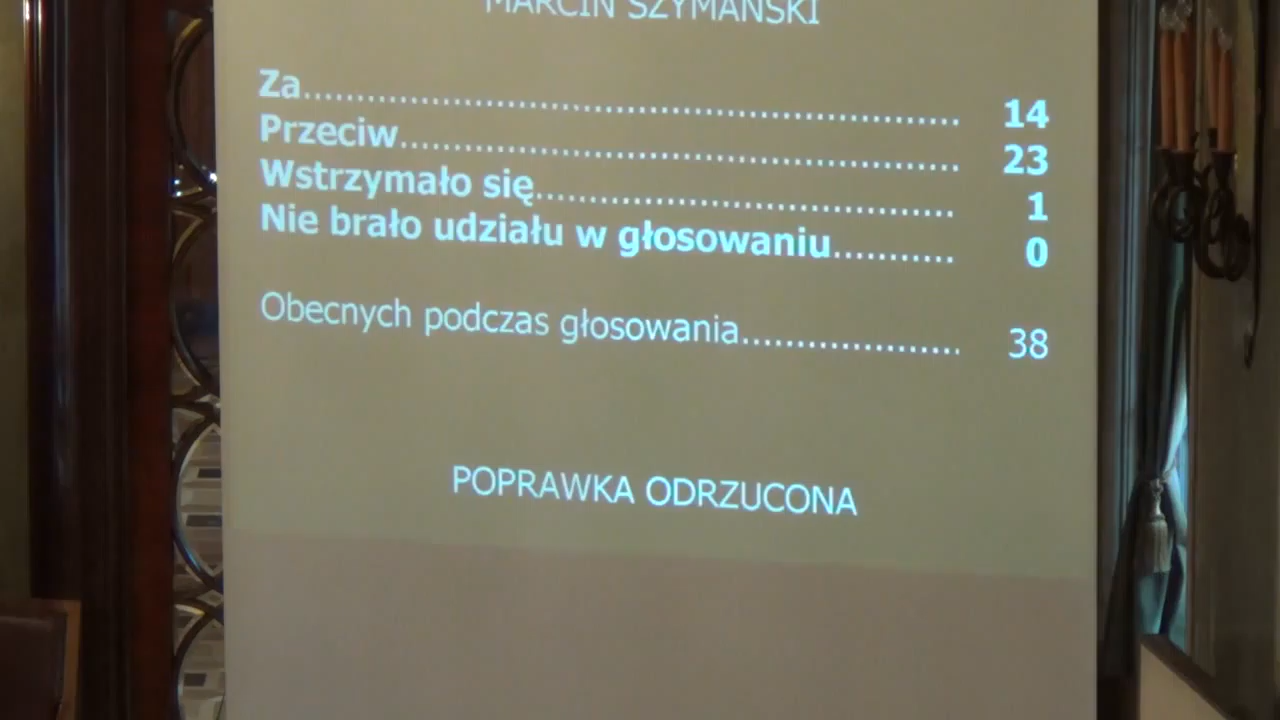 MARCIN SZYMAŃSKI
Za........................................................................ 14
Przeciw............................................................. 23
Wstrzymało się............................................. 1
Nie brało udziału w głosowaniu........... 0
Obecnych podczas głosowania.................... 38
POPRAWKA ODRZUCONA